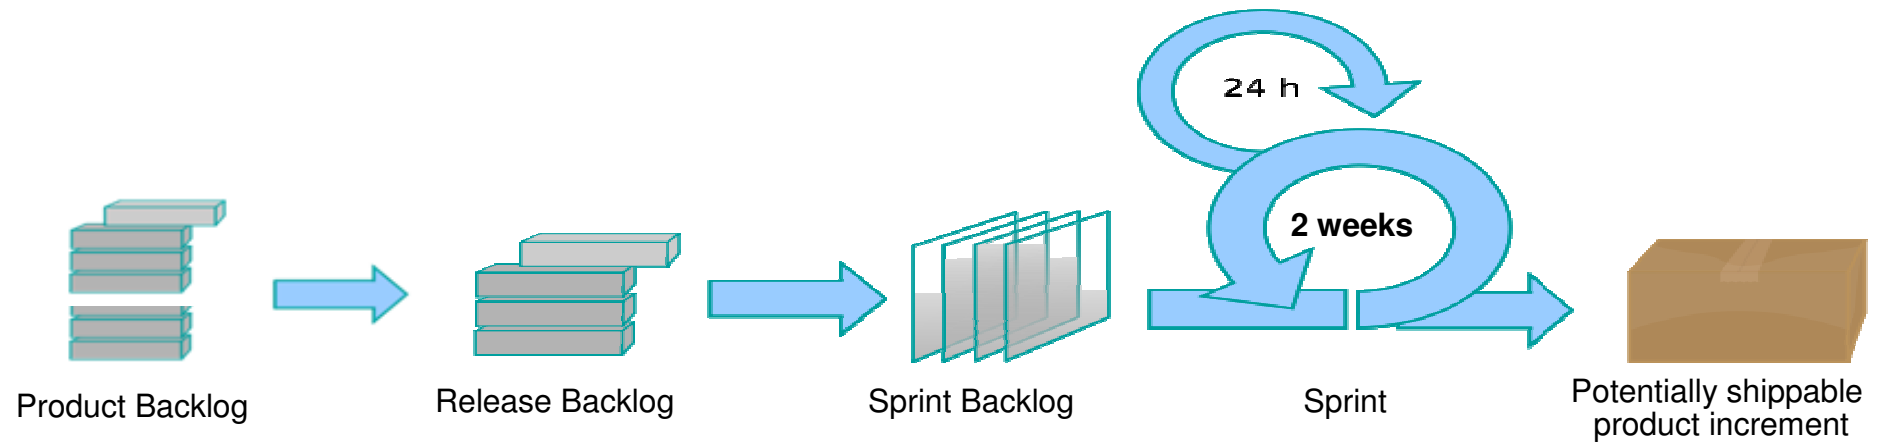 24 h
2 weeks
Product Backlog
Release Backlog
Sprint Backlog
Sprint
Potentially shippable
product increment